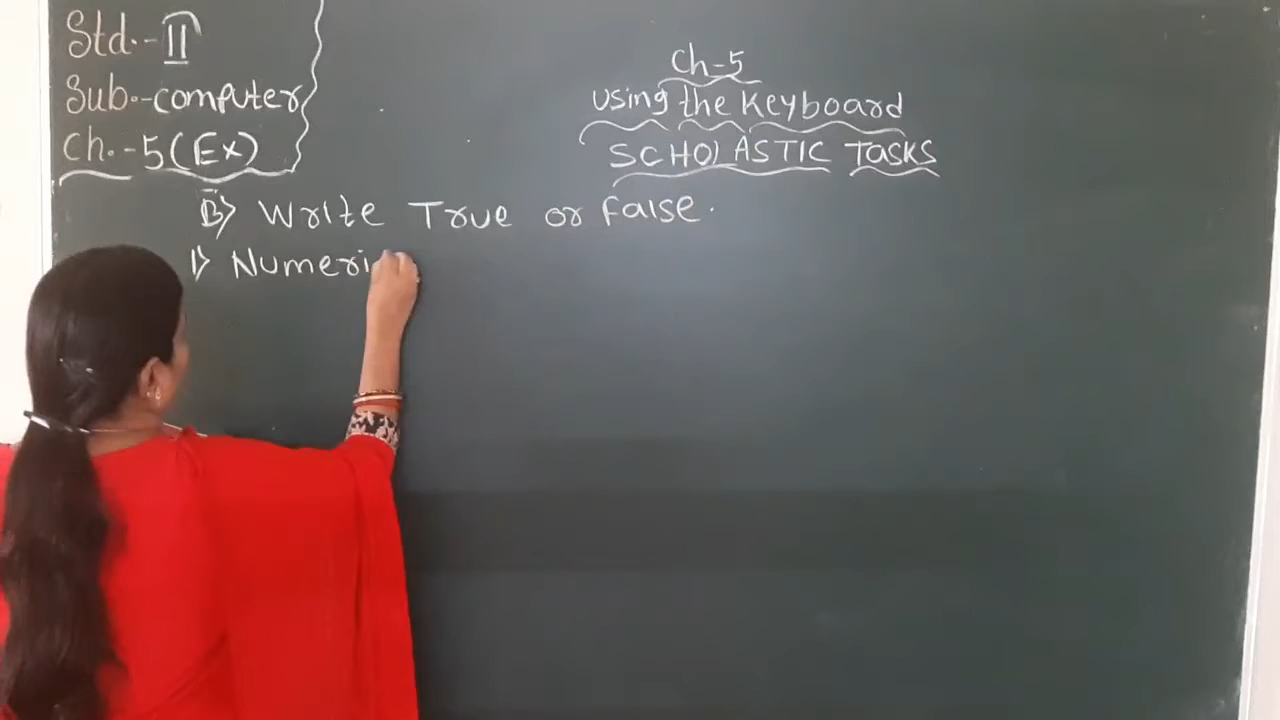 Std.-II
Sub.-computer
Ch.-5(Ex)
Ch-5
Using the Keyboard
SCHOLASTIC TASKS
B) Write True or false.
1) Numeri